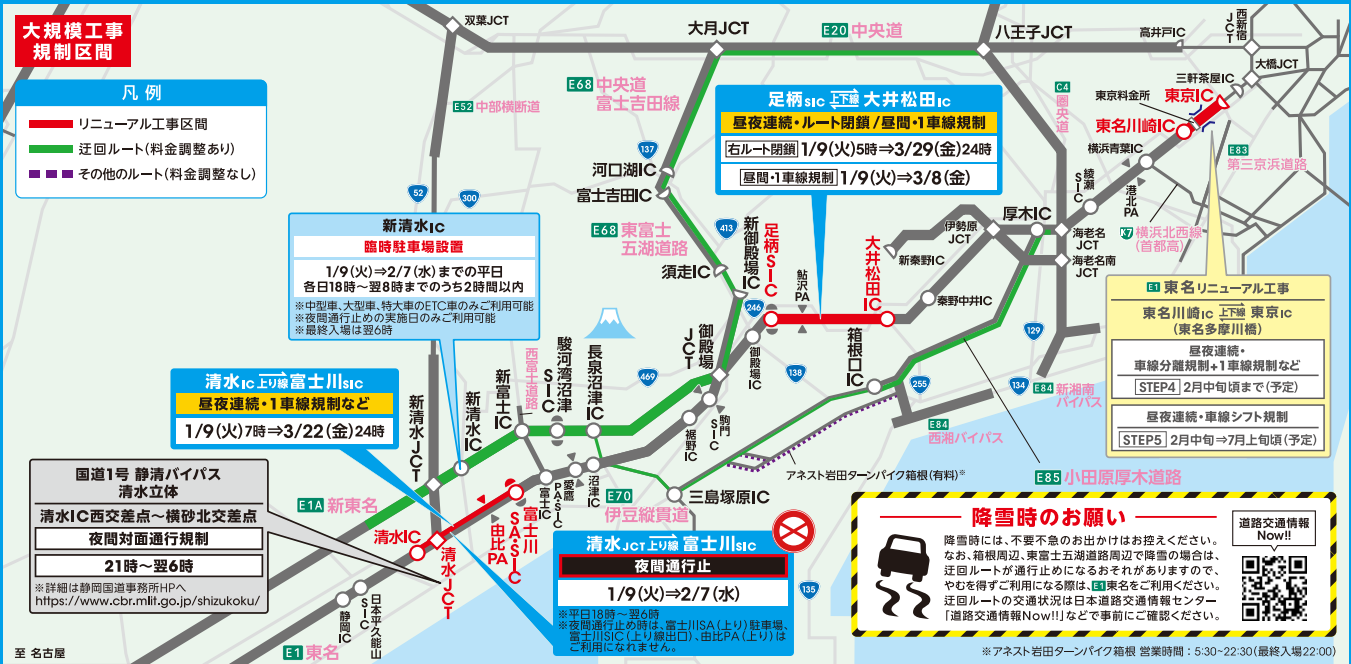 大規模工事
規制区間
凡例
リニューアル工事区間
迂回ルート(料金調整あり)
その他のルート(料金調整なし)
双葉JCT
大月JCT
E20 中央道
八王子JCT
高井戸IC
西新宿JCT
大橋JCT
三軒茶屋IC
東京料金所
東京IC
東名川崎IC
横浜青葉IC
港北PA
E83
第三京浜道路
C4 圏央道
綾瀬SIC
K7 横浜北西線
(首都高)
E52 中部横断道
E68 中央道
富士吉田線
137
河口湖IC
富士吉田IC
E68 東富士
五湖道路
須走IC
413
新御殿場IC
52
300
足柄SIC 上下線 大井松田IC
昼夜連続・ルート閉鎖/昼間・1車線規制
右ルート閉鎖 1/9(火)5時⇒3/29(金)24時
昼間・1車線規制 1/9(火)⇒3/8(金)
新清水IC
臨時駐車場設置
1/9(火)⇒2/7(水)までの平日
各日18時~翌8時までのうち2時間以内
※中型車、大型車、特大車のETC車のみご利用可能
※夜間通行止めの実施日のみご利用可能
※最終入場は翌6時
足柄SIC
鮎沢PA
大井松田IC
新秦野IC
伊勢原JCT
厚木IC
海老名JCT
海老名南JCT
秦野中井IC
246
御殿場JCT
御殿場IC
138
箱根口IC
255
129
134
E84 新湘南
バイパス
E84
西湘バイパス
E1 東名リニューアル工事
東名川崎IC 上下線 東京IC
(東名多摩川橋)
昼夜連続・
車線分離規制+1車線規制など
STEP4 2月中旬頃まで(予定)
昼夜連続・車線シフト規制
STEP5 2月中旬⇒7月上旬頃(予定)
清水IC 上り線 富士川SIC
昼夜連続・1車線規制など
1/9(火)7時⇒3/22(金)24時
新清水JCT
新清水IC
西富士道路
新富士IC
駿河湾沼津SIC
長泉沼津IC
469
駒門SIC
裾野IC
沼津IC
愛鷹PA・SIC
富士IC
アネスト岩田ターンパイク箱根(有料)※
三島塚原IC
E70
伊豆縦貫道
E85 小田原厚木道路
国道1号 静清バイパス
清水立体
清水IC西交差点~横砂北交差点
夜間対面通行規制
21時~翌6時
※詳細は静岡国道事務所HPへ
https://www.cbr.mlit.go.jp/shizukoku/
E1A 新東名
清水IC
清水JCT
由比PA
富士川SA・SIC
日本平久能山SIC
静岡IC
E1 東名
至 名古屋
清水JCT 上り線 富士川SIC
夜間通行止
1/9(火)⇒2/7(水)
※平日18時~翌6時
※夜間通行止め時は、富士川SA(上り)駐車場、
富士川SIC(上り線出口)、由比PA(上り)は
ご利用になれません。
135
降雪時のお願い
降雪時には、不要不急のお出かけはお控えください。
なお、箱根周辺、東富士五湖道路周辺で降雪の場合は、
迂回ルートが通行止めになるおそれがありますので、
やむを得ずご利用になる際は、E1東名をご利用ください。
迂回ルートの交通状況は日本道路交通情報センター
「道路交通情報Now!!」などで事前にご確認ください。
道路交通情報
Now!!
※アネスト岩田ターンパイク箱根 営業時間:5:30~22:30(最終入場22:00)